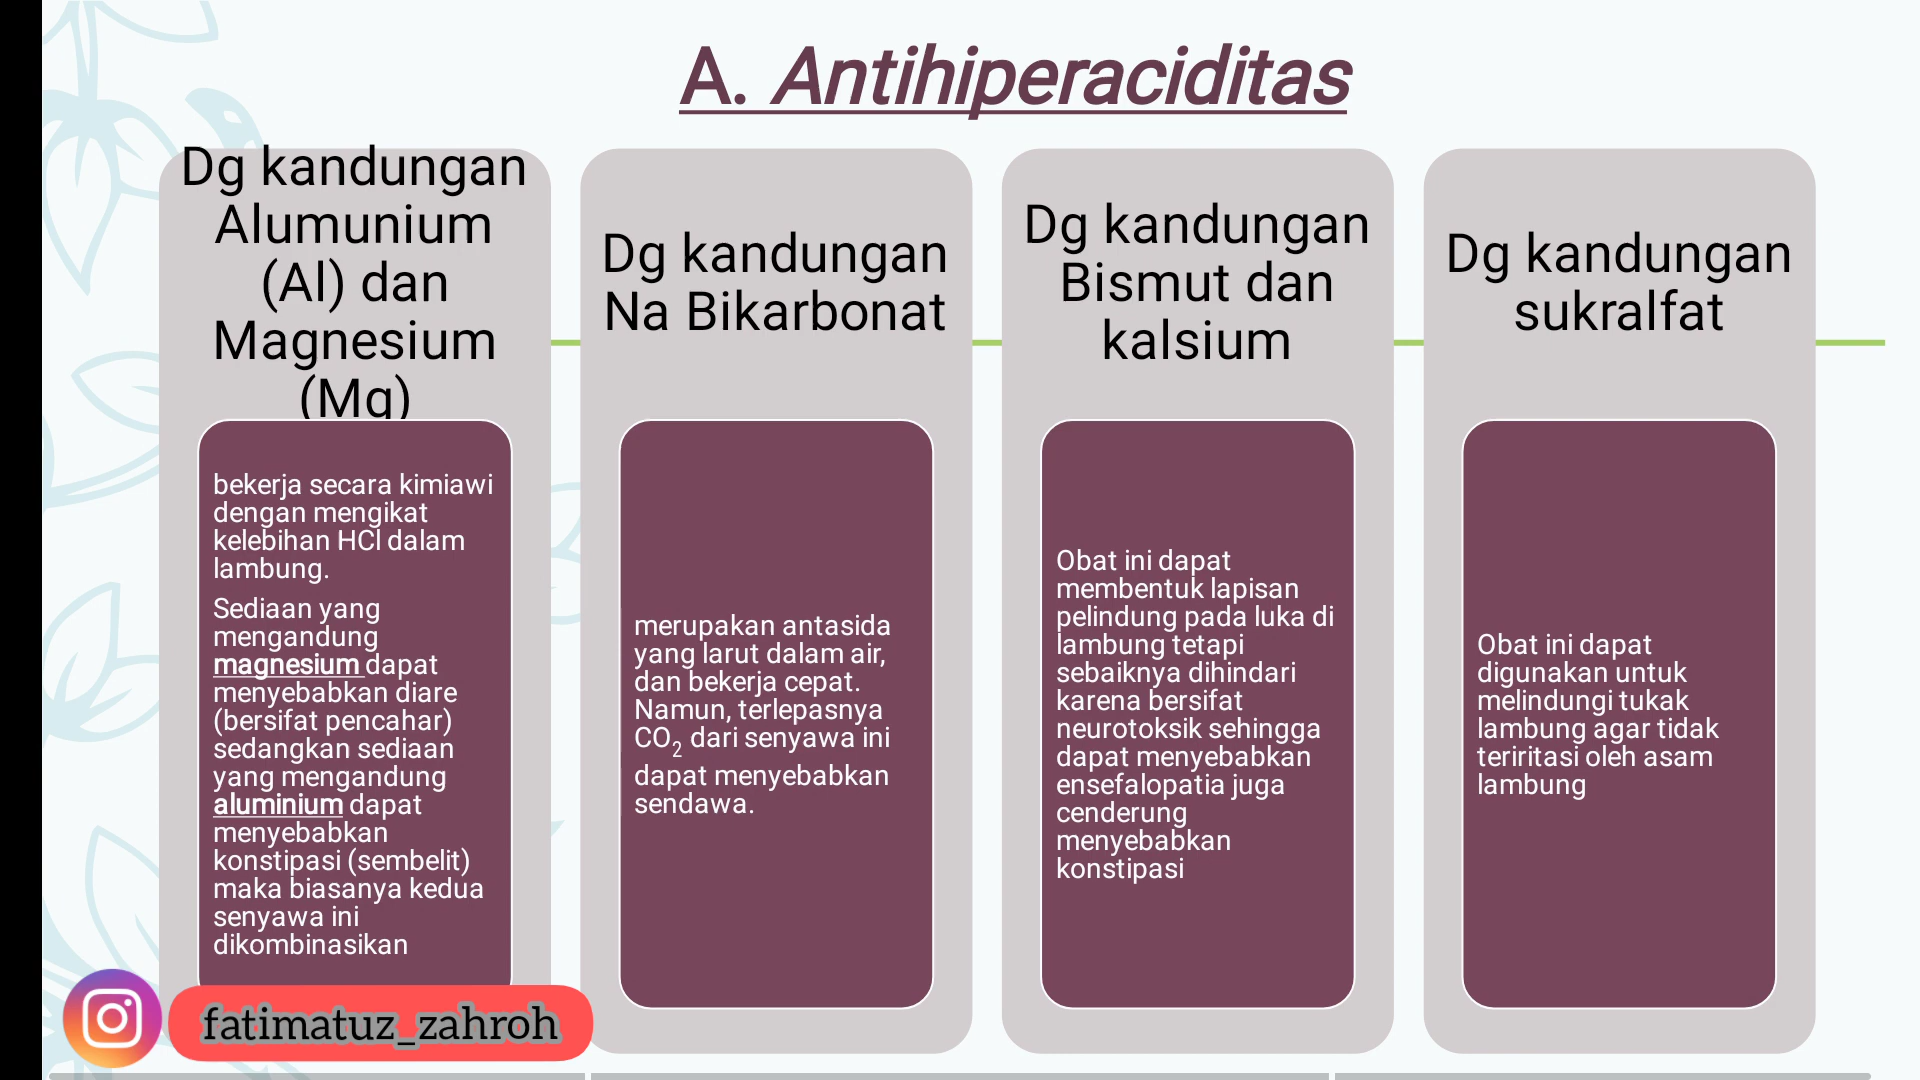 A. Antihiperaciditas
Dg kandungan
Alumunium
(Al) dan
Magnesium
(Mg)
bekerja secara kimiawi
dengan mengikat
kelebihan HCl dalam
lambung.
Sediaan yang
mengandung
magnesium dapat
menyebabkan diare
(bersifat pencahar)
sedangkan sediaan
yang mengandung
aluminium dapat
menyebabkan
konstipasi (sembelit)
maka biasanya kedua
senyawa ini
dikombinasikan
Dg kandungan
Na Bikarbonat
merupakan antasida
yang larut dalam air,
dan bekerja cepat.
Namun, terlepasnya
CO₂ dari senyawa ini
dapat menyebabkan
sendawa.
Dg kandungan
Bismut dan
kalsium
Obat ini dapat
membentuk lapisan
pelindung pada luka di
lambung tetapi
sebaiknya dihindari
karena bersifat
neurotoksik sehingga
dapat menyebabkan
ensefalopatia juga
cenderung
menyebabkan
konstipasi
Dg kandungan
sukralfat
Obat ini dapat
digunakan untuk
melindungi tukak
lambung agar tidak
teriritasi oleh asam
lambung
fatimatuz_zahroh